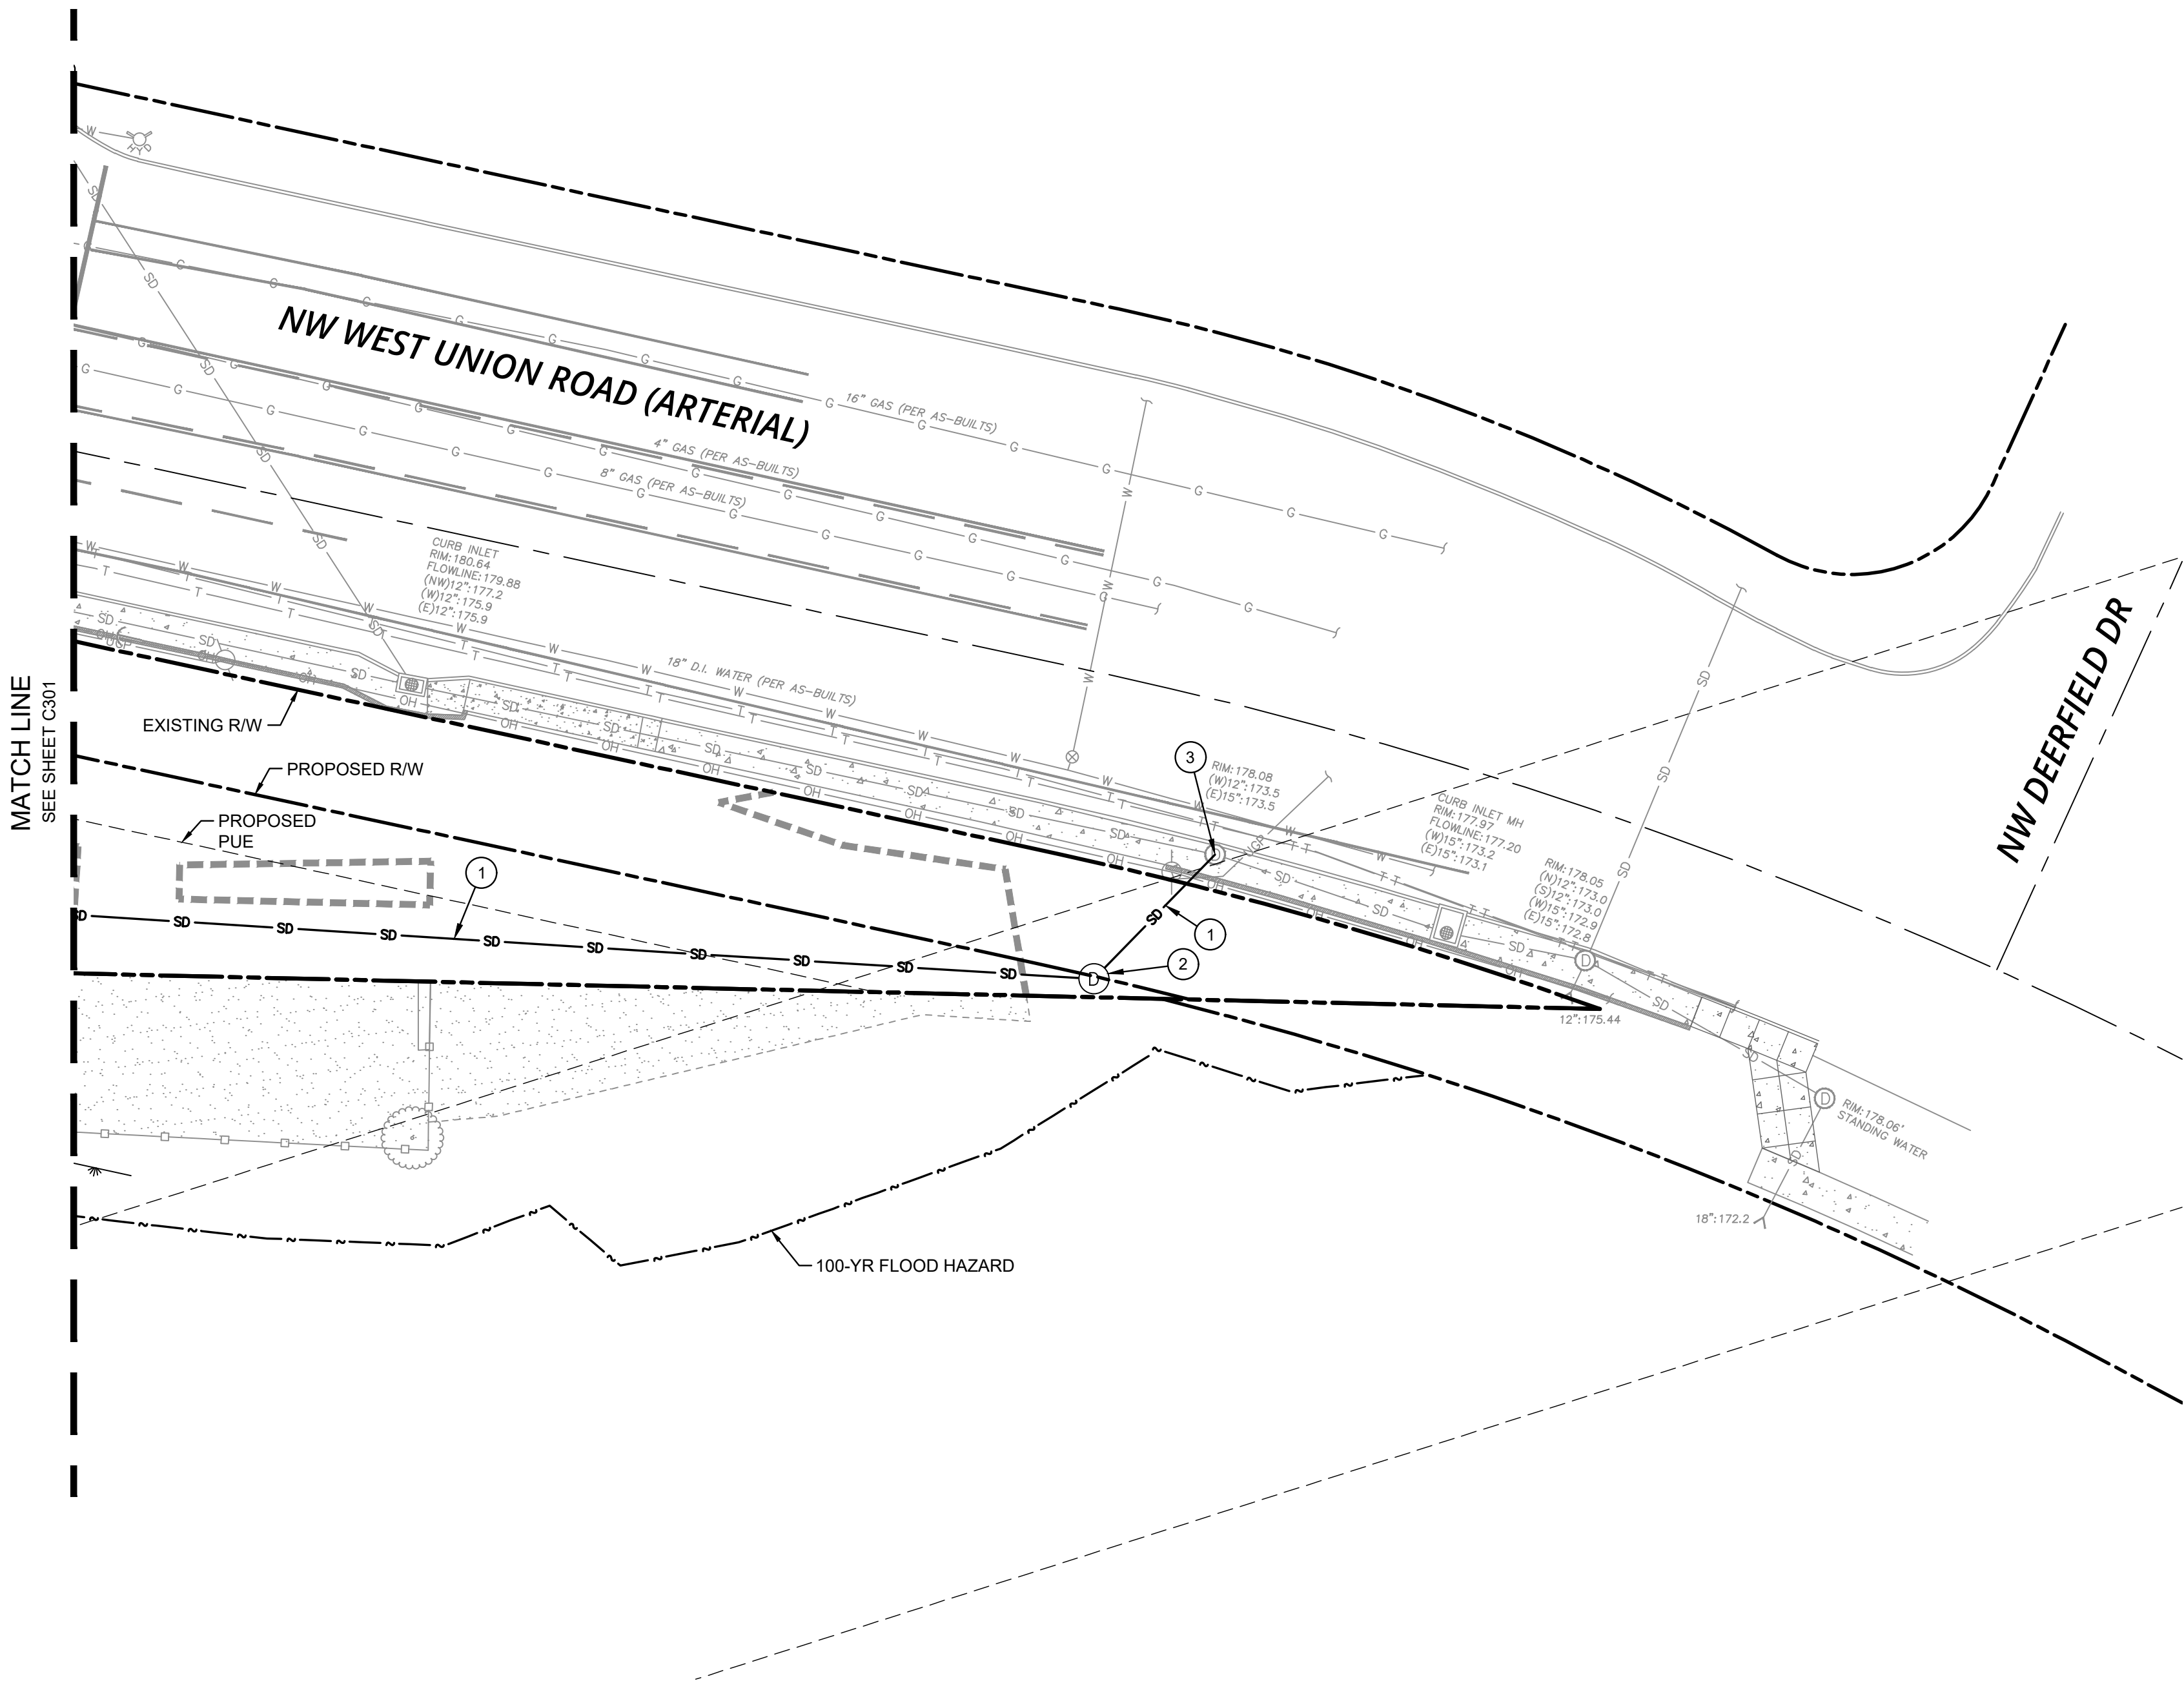 HYD
NW WEST UNION ROAD (ARTERIAL)
16" GAS (PER AS-BUILTS)
4" GAS (PER AS-BUILTS)
8" GAS (PER AS-BUILTS)
CURB INLET
RIM:180.64
FLOWLINE:179.88
(NW)12":177.2
(W)12":175.9
(E)12":175.9
18" D.I. WATER (PER AS-BUILTS)
MATCH LINE
SEE SHEET C301
EXISTING R/W
PROPOSED R/W
PROPOSED
PUE
NW DEERFIELD DR
3
RIM:178.08
(W)12":173.5
(E)15":173.5
CURB INLET MH
RIM:177.97
FLOWLINE:177.20
(W)15":173.2
(E)15":173.1
RIM:178.05
(N)12":173.0
(S)12":173.0
(W)15":172.9
(E)15":172.8
1
1
2
D
D
D
D
12":175.44
RIM:178.06'
STANDING WATER
18":172.2
100-YR FLOOD HAZARD
W
SD
G
T
OH
SD